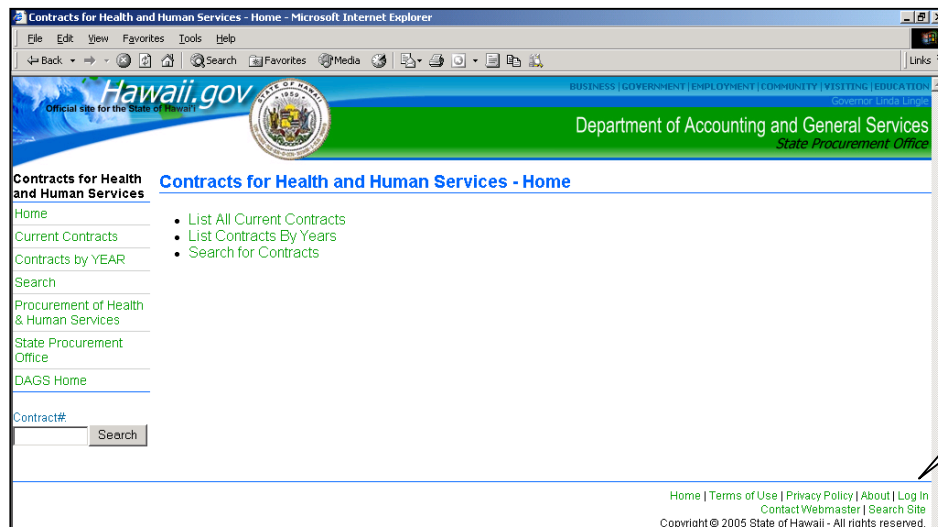 Contracts for Health and Human Services - Home - Microsoft Internet Explorer
File Edit View Favorites Tools Help
Back Search Favorites Media Links
Hawaii.gov
Official site for the State of Hawai'i
STATE OF HAWAII
1959
BUSINESS | GOVERNMENT | EMPLOYMENT | COMMUNITY | VISITING | EDUCATION
Governor Linda Lingle
Department of Accounting and General Services
State Procurement Office
Contracts for Health
and Human Services
Home
Current Contracts
Contracts by YEAR
Search
Procurement of Health
& Human Services
State Procurement
Office
DAGS Home
Contract#:
Search
Contracts for Health and Human Services - Home
• List All Current Contracts
• List Contracts By Years
• Search for Contracts
Home | Terms of Use | Privacy Policy | About | Log In
Contact Webmaster | Search Site
Copyright © 2005 State of Hawaii - All rights reserved.